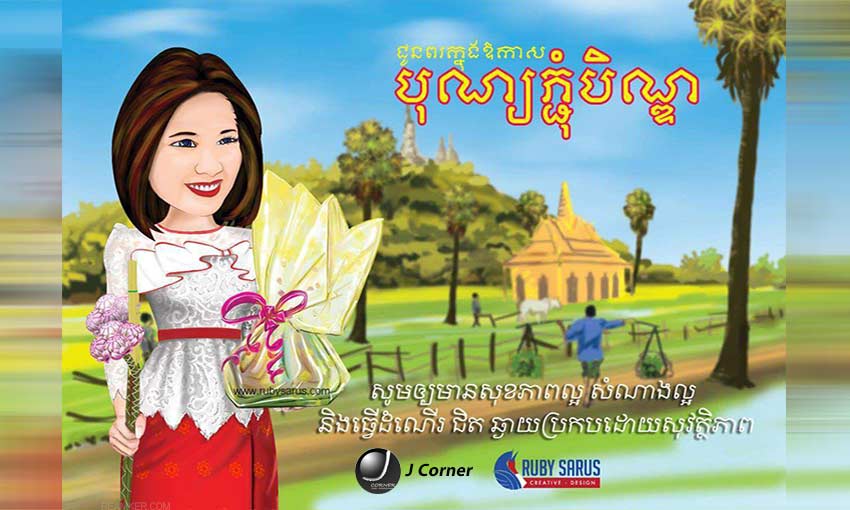 ជូនពរក្នុងឱកាស
បុណ្យភ្ជុំបិណ្ឌ
www.rubysarus.com
សូមឲ្យមានសុខភាពល្អ សំណាងល្អ
និងធ្វើដំណើរ ជិត ឆ្ងាយប្រកបដោយសុវត្ថិភាព
J CORNER
J Corner
RUBY SARUS
CREATIVE - DESIGN